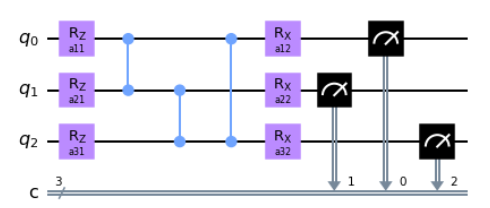 q0 RZ a11 RX a12
q1 RZ a21 RX a22
q2 RZ a31 RX a32
c 3 1 0 2